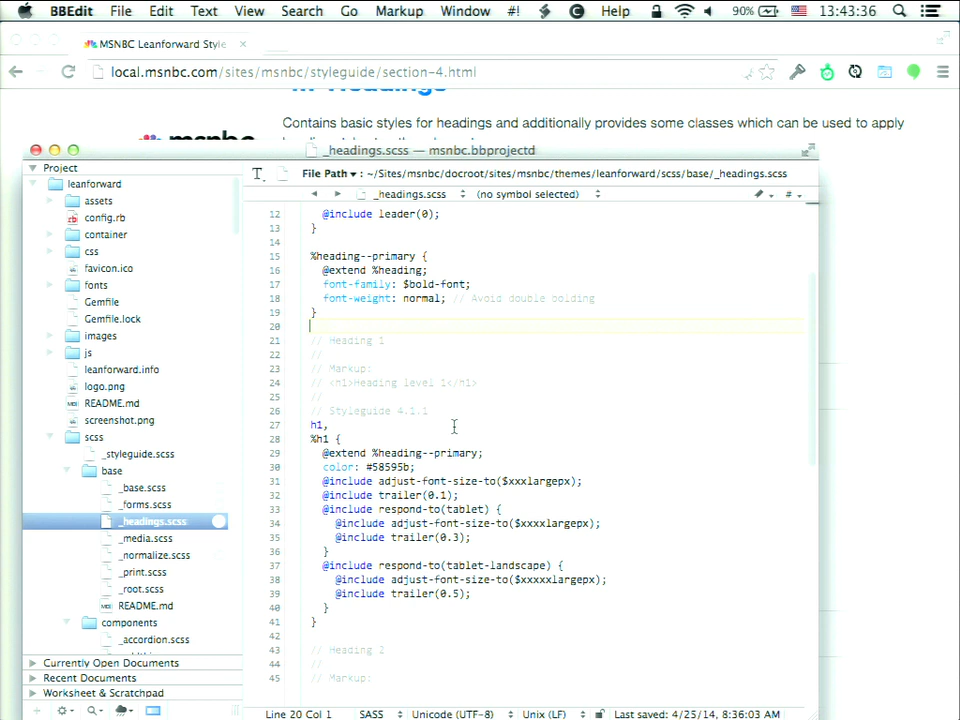 BBEdit File Edit Text View Search Go Markup Window #! Help 90% 13:43:36
MSNBC Leanforward Style
local.msnbc.com/sites/msnbc/styleguide/section-4.html
Headings
Contains basic styles for headings and additionally provides some classes which can be used to apply
msnbc
_headings.scss — msnbc.bbprojectd
Project
leanforward
assets
config.rb
container
css
favicon.ico
fonts
Gemfile
Gemfile.lock
images
js
leanforward.info
logo.png
README.md
screenshot.png
scss
_styleguide.scss
base
_base.scss
_forms.scss
_headings.scss
_media.scss
_normalize.scss
_print.scss
_root.scss
README.md
components
_accordion.scss
Currently Open Documents
Recent Documents
Worksheet & Scratchpad
File Path ▾ : ~/Sites/msnbc/docroot/sites/msnbc/themes/leanforward/scss/base/_headings.scss
_headings.scss (no symbol selected)
12 @include leader(0);
13 }
14
15 %heading--primary {
16 @extend %heading;
17 font-family: $bold-font;
18 font-weight: normal; // Avoid double bolding
19 }
20
21 // Heading 1
22 //
23 // Markup:
24 // <h1>Heading level 1</h1>
25 //
26 // Styleguide 4.1.1
27 h1,
28 %h1 {
29 @extend %heading--primary;
30 color: #58595b;
31 @include adjust-font-size-to($xxxlargepx);
32 @include trailer(0.1);
33 @include respond-to(tablet) {
34 @include adjust-font-size-to($xxxxlargepx);
35 @include trailer(0.3);
36 }
37 @include respond-to(tablet-landscape) {
38 @include adjust-font-size-to($xxxxxlargepx);
39 @include trailer(0.5);
40 }
41 }
42
43 // Heading 2
44 //
45 // Markup:
Line 20 Col 1 SASS Unicode (UTF-8) Unix (LF) Last saved: 4/25/14, 8:36:03 AM